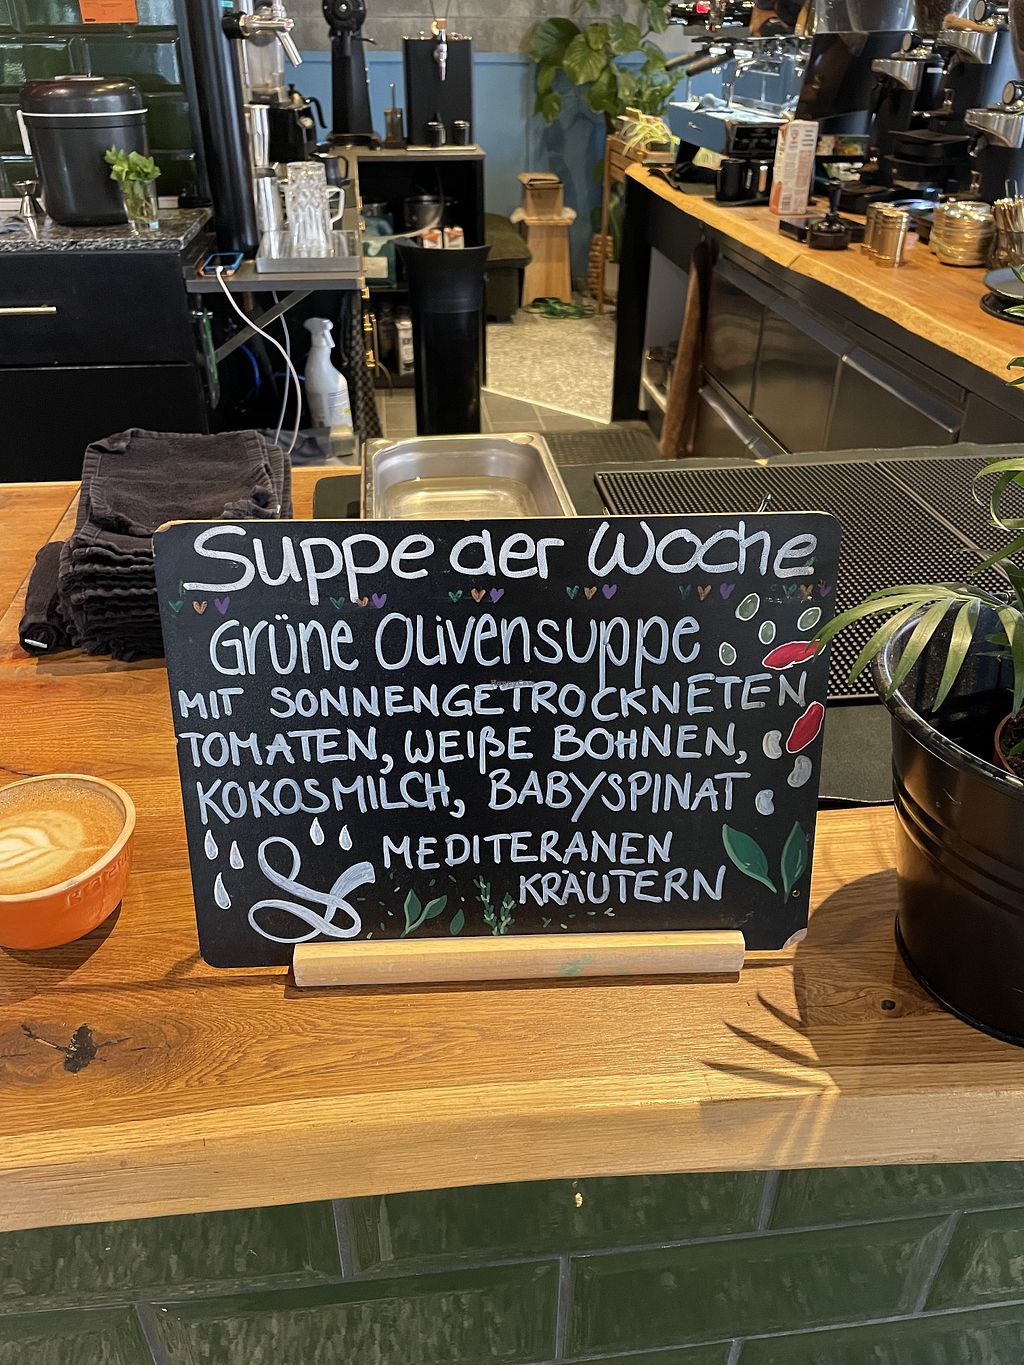 Suppe der Woche
Grüne Olivensuppe
MIT SONNENGETROCKNETEN
TOMATEN, WEIßE BOHNEN,
KOKOSMILCH, BABYSPINAT
& MEDITERANEN
KRÄUTERN